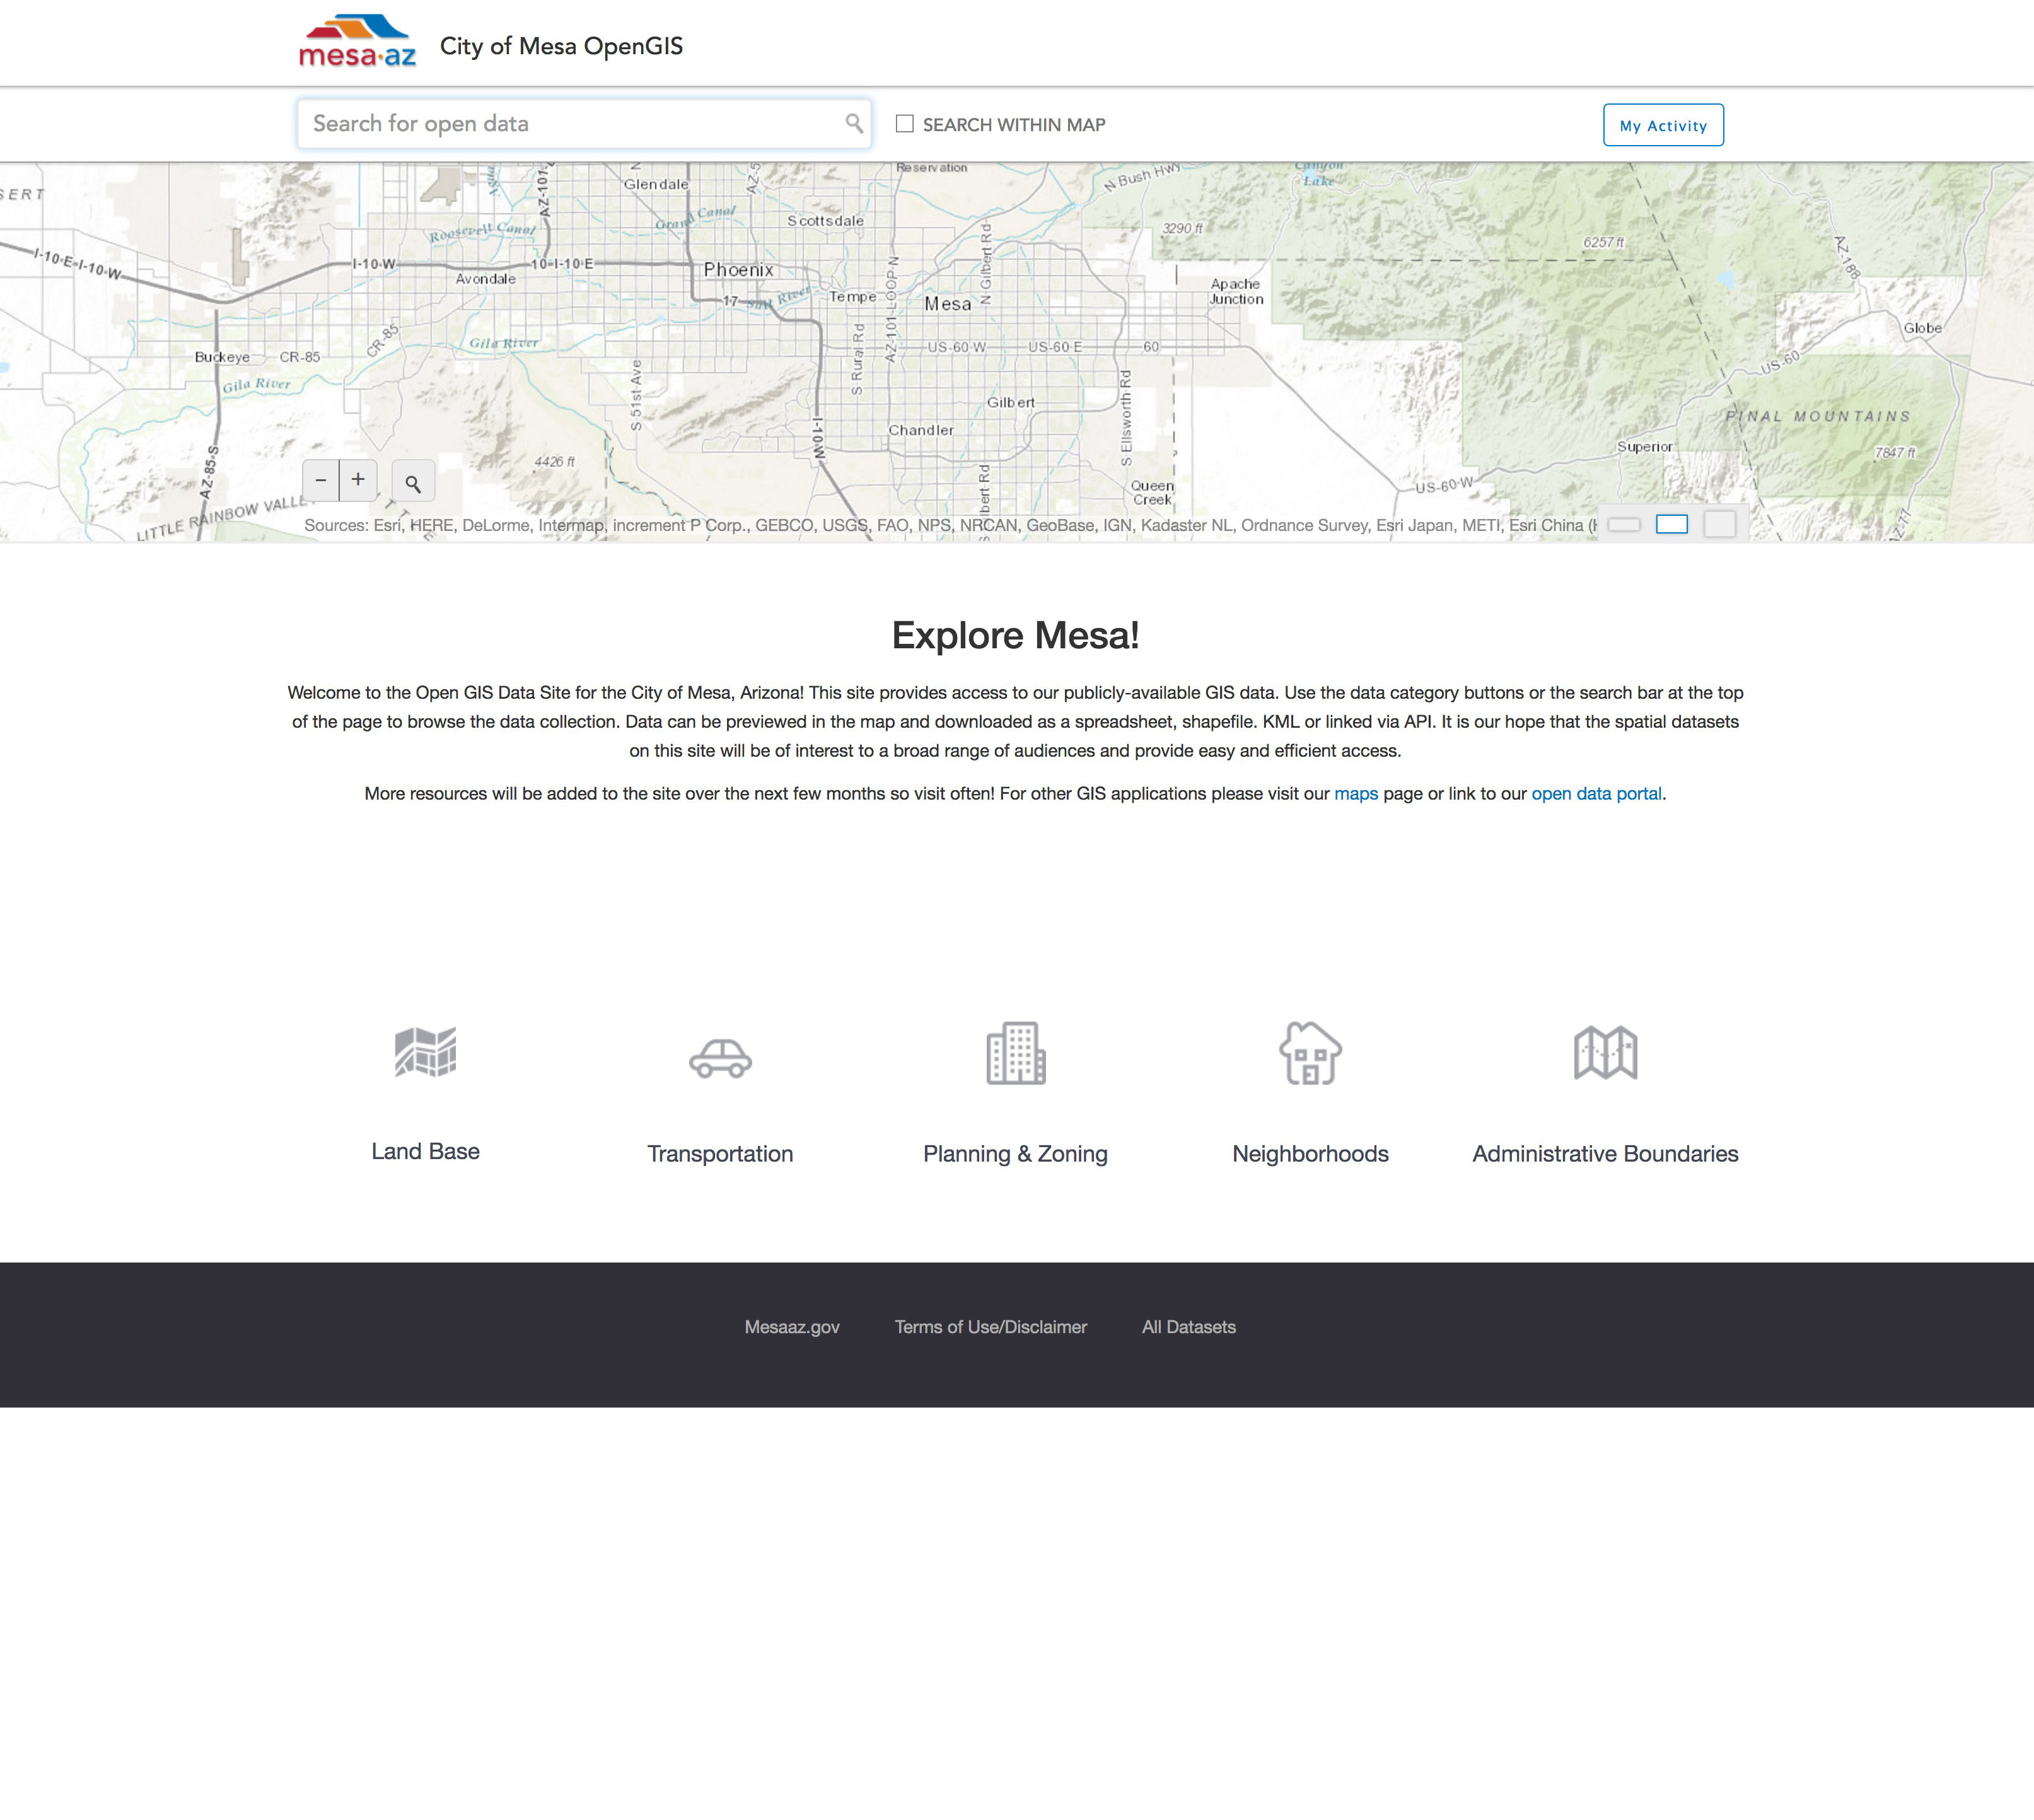 mesa·az
City of Mesa OpenGIS
Search for open data
SEARCH WITHIN MAP
My Activity
Reservation
N Bush Hwy
Canyon
Lake
Glendale
AZ-101
Grand Canal
Scottsdale
Roosevelt Canal
3290 ft
6257 ft
AZ-188
I-10-E-I-10-W
I-10-W
10-I-10-E
Avondale
Phoenix
17
Salt River
Tempe
AZ-101-LOOP N
Mesa
N Gilbert Rd
Apache
Junction
Globe
Buckeye
CR-85
CR-85
Gila River
Gila River
S 51st Ave
S Rural Rd
US-60 W
US-60 E
60
US-60
Gilbert
S Ellsworth Rd
Chandler
I-10 W
PINAL MOUNTAINS
Superior
7847 ft
4426 ft
AZ-85-S
Queen
Creek
US-60-W
LITTLE RAINBOW VALLE
Sources: Esri, HERE, DeLorme, Intermap, increment P Corp., GEBCO, USGS, FAO, NPS, NRCAN, GeoBase, IGN, Kadaster NL, Ordnance Survey, Esri Japan, METI, Esri China (
Explore Mesa!
Welcome to the Open GIS Data Site for the City of Mesa, Arizona! This site provides access to our publicly-available GIS data. Use the data category buttons or the search bar at the top
of the page to browse the data collection. Data can be previewed in the map and downloaded as a spreadsheet, shapefile. KML or linked via API. It is our hope that the spatial datasets
on this site will be of interest to a broad range of audiences and provide easy and efficient access.
More resources will be added to the site over the next few months so visit often! For other GIS applications please visit our maps page or link to our open data portal.
Land Base
Transportation
Planning & Zoning
Neighborhoods
Administrative Boundaries
Mesaaz.gov
Terms of Use/Disclaimer
All Datasets